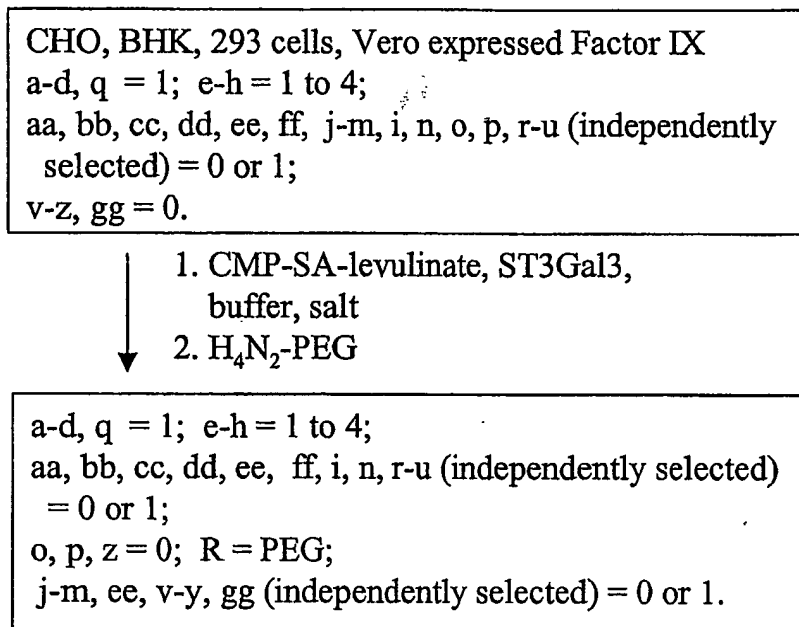 CHO, BHK, 293 cells, Vero expressed Factor IX
a-d, q = 1; e-h = 1 to 4;
aa, bb, cc, dd, ee, ff, j-m, i, n, o, p, r-u (independently
selected) = 0 or 1;
v-z, gg = 0.
1. CMP-SA-levulinate, ST3Gal3,
buffer, salt
2. H₄N₂-PEG
a-d, q = 1; e-h = 1 to 4;
aa, bb, cc, dd, ee, ff, i, n, r-u (independently selected)
= 0 or 1;
o, p, z = 0; R = PEG;
j-m, ee, v-y, gg (independently selected) = 0 or 1.